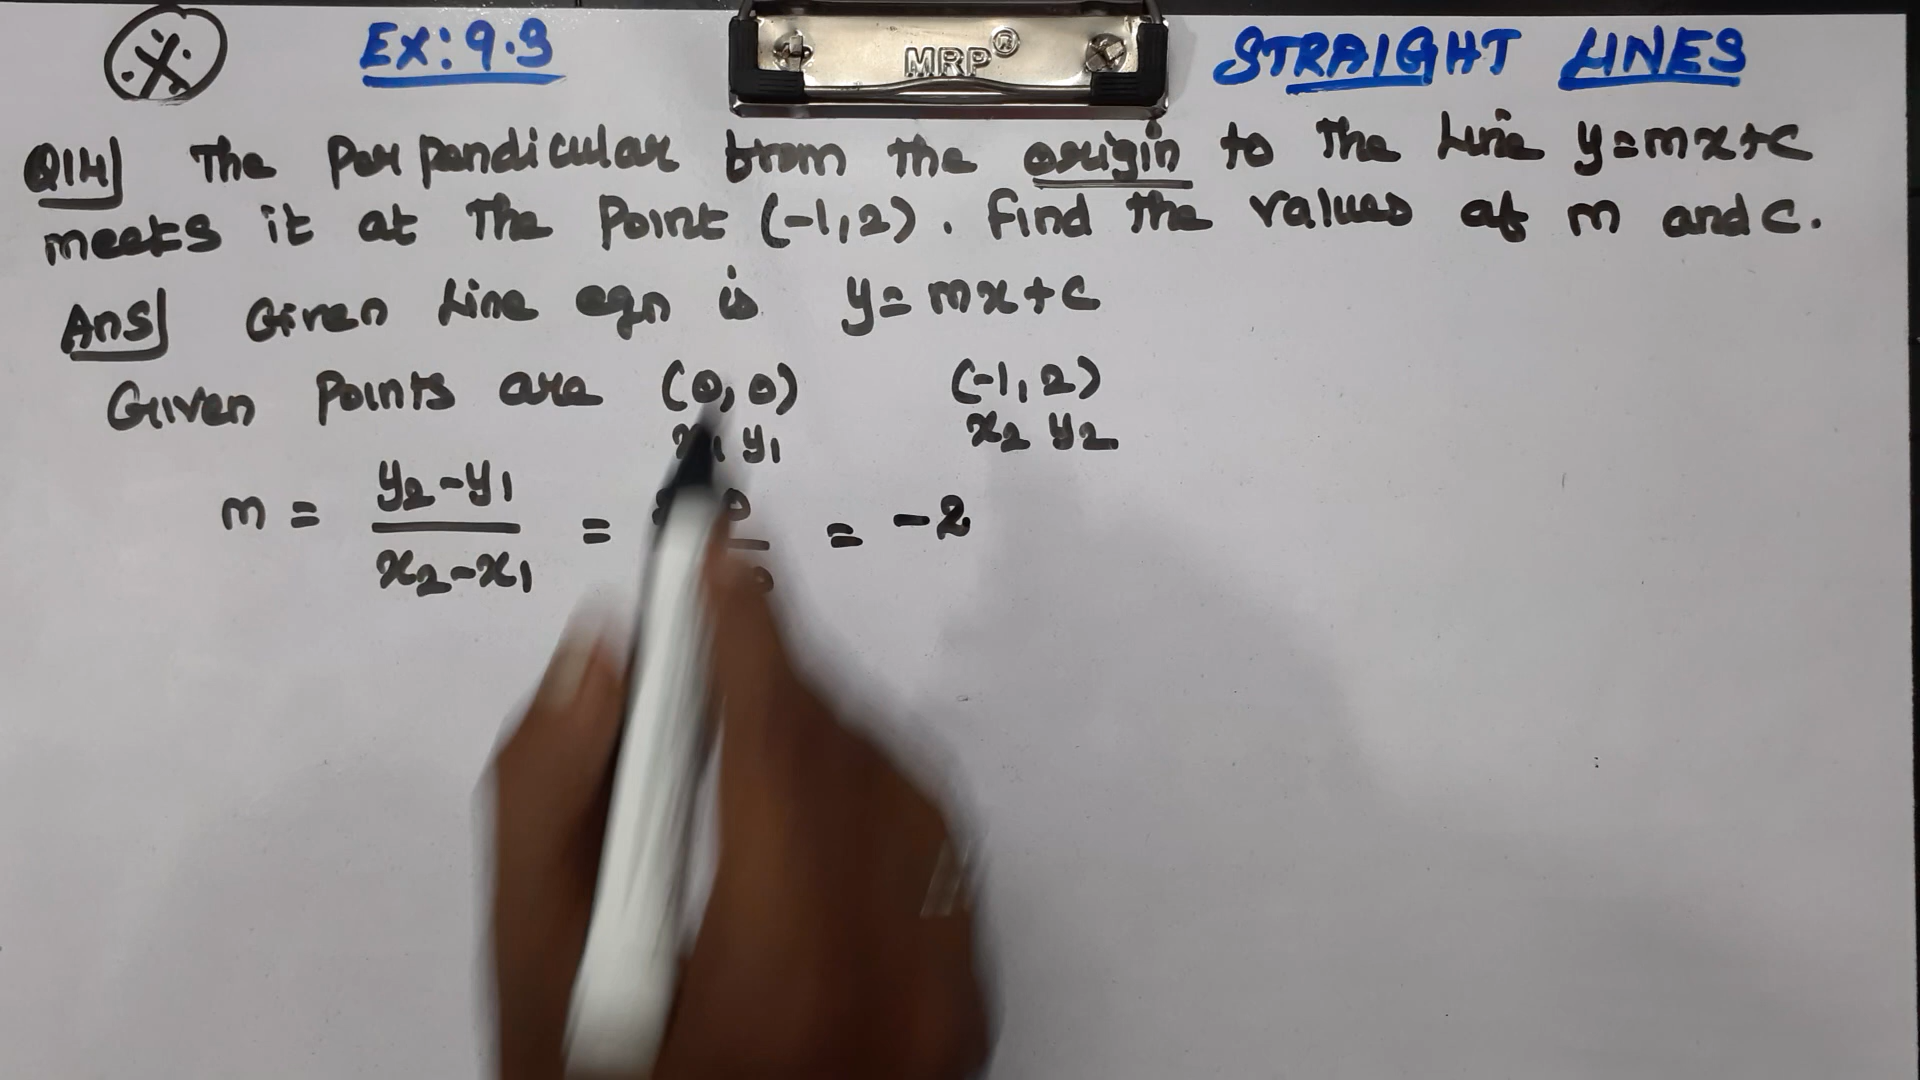 EX: 9.3
MRP®
STRAIGHT LINES
Q14] The Perpendicular from the origin to the Line y=mx+c
meets it at The Point (-1,2). Find the values of m and c.
Ans] Given Line eqn is y=mx+c
Given Points are (0,0) (-1,2)
y1 x2 y2
m = y2-y1 / x2-x1 = = -2